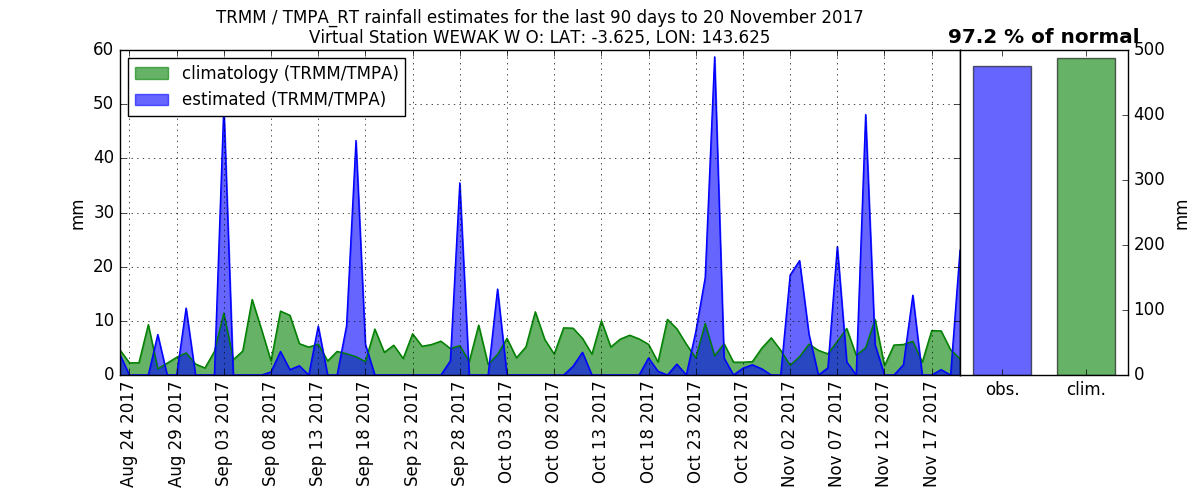 TRMM / TMPA_RT rainfall estimates for the last 90 days to 20 November 2017
Virtual Station WEWAK W O: LAT: -3.625, LON: 143.625
97.2 % of normal
climatology (TRMM/TMPA)
estimated (TRMM/TMPA)
60
50
40
30
20
10
0
mm
Aug 24 2017
Aug 29 2017
Sep 03 2017
Sep 08 2017
Sep 13 2017
Sep 18 2017
Sep 23 2017
Sep 28 2017
Oct 03 2017
Oct 08 2017
Oct 13 2017
Oct 18 2017
Oct 23 2017
Oct 28 2017
Nov 02 2017
Nov 07 2017
Nov 12 2017
Nov 17 2017
obs.
clim.
500
400
300
200
100
0
mm